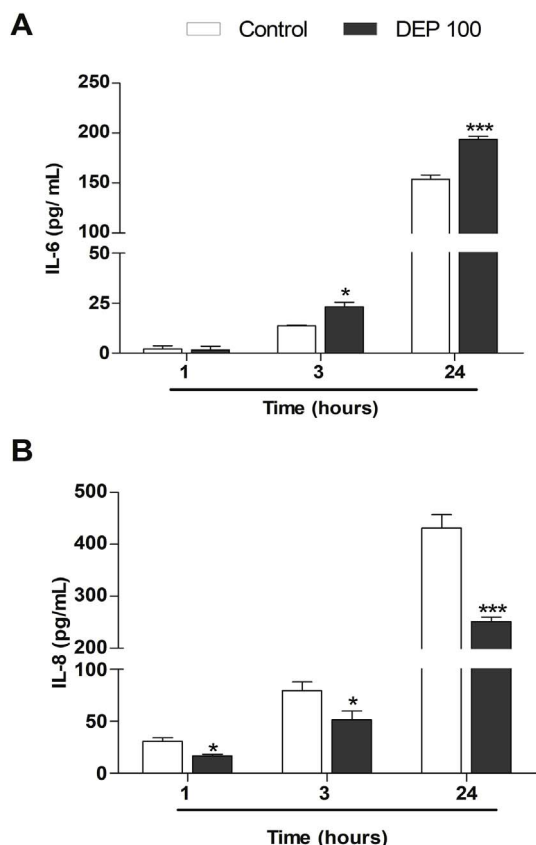 A
Control DEP 100
IL-6 (pg/ mL)
250
200
150
100
50
25
0
***
*
1 3 24
Time (hours)
B
IL-8 (pg/mL)
500
400
300
200
100
50
0
***
*
*
1 3 24
Time (hours)